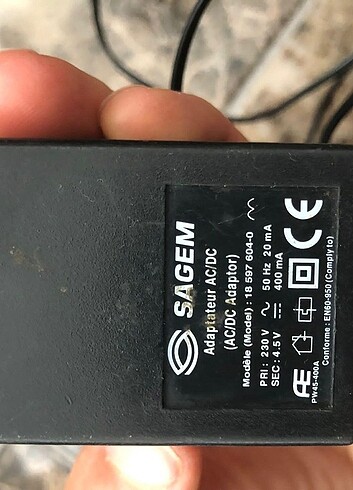 SAGEM
Adaptateur AC/DC
(AC/DC Adaptor)
Modèle (Model) : 18 597 604-0
PRI : 230 V ~ 50 Hz 20 mA
SEC : 4.5 V ⎓ 400 mA
Æ CE
PW45-400A
Conforme : EN60-950 (Comply to)